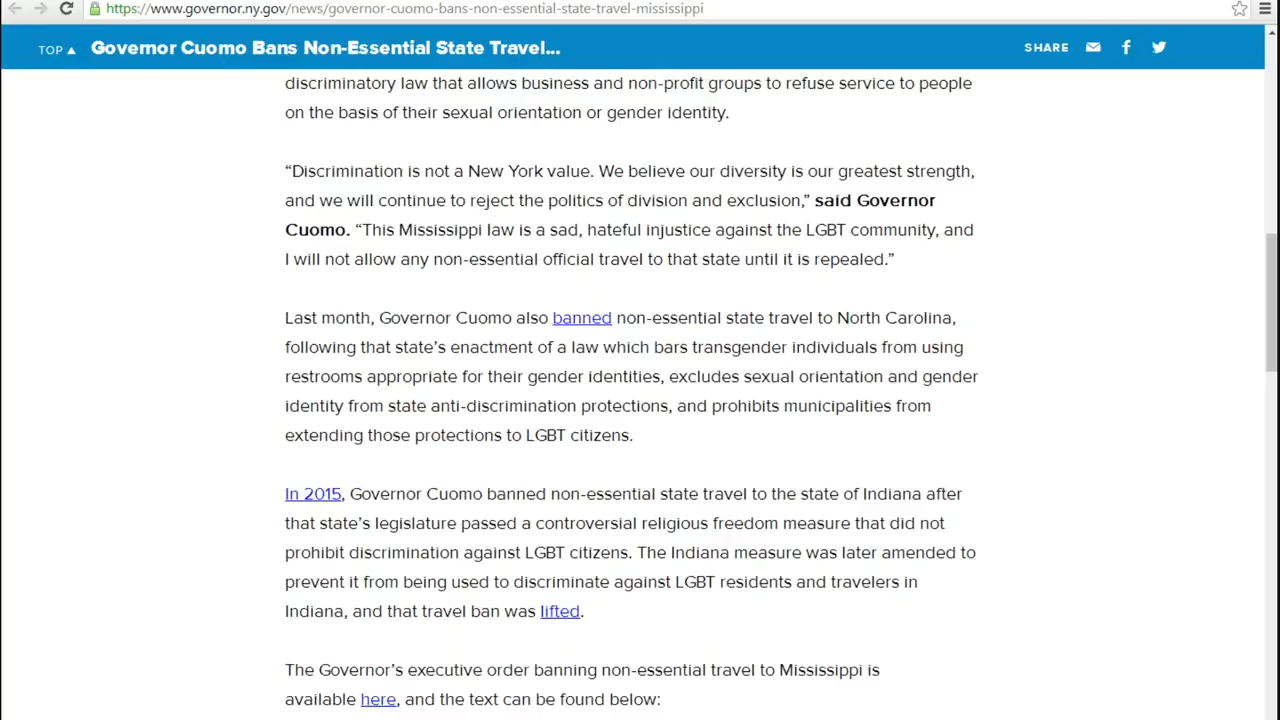 https://www.governor.ny.gov/news/governor-cuomo-bans-non-essential-state-travel-mississippi
TOP ▲ Governor Cuomo Bans Non-Essential State Travel... SHARE
discriminatory law that allows business and non-profit groups to refuse service to people
on the basis of their sexual orientation or gender identity.
“Discrimination is not a New York value. We believe our diversity is our greatest strength,
and we will continue to reject the politics of division and exclusion,” said Governor
Cuomo. “This Mississippi law is a sad, hateful injustice against the LGBT community, and
I will not allow any non-essential official travel to that state until it is repealed.”
Last month, Governor Cuomo also banned non-essential state travel to North Carolina,
following that state’s enactment of a law which bars transgender individuals from using
restrooms appropriate for their gender identities, excludes sexual orientation and gender
identity from state anti-discrimination protections, and prohibits municipalities from
extending those protections to LGBT citizens.
In 2015, Governor Cuomo banned non-essential state travel to the state of Indiana after
that state’s legislature passed a controversial religious freedom measure that did not
prohibit discrimination against LGBT citizens. The Indiana measure was later amended to
prevent it from being used to discriminate against LGBT residents and travelers in
Indiana, and that travel ban was lifted.
The Governor’s executive order banning non-essential travel to Mississippi is
available here, and the text can be found below: